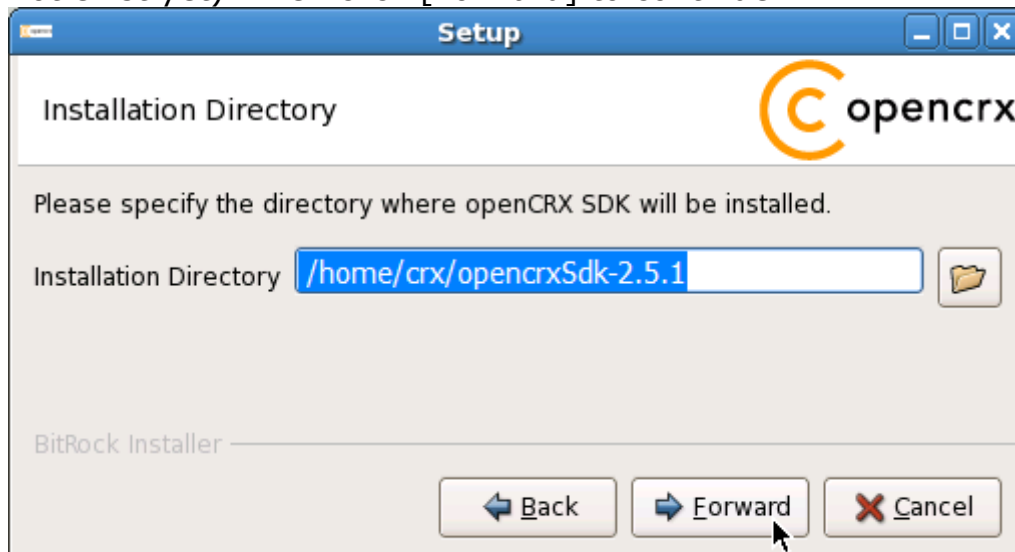 Setup
Installation Directory
opencrx
Please specify the directory where openCRX SDK will be installed.
Installation Directory /home/crx/opencrxSdk-2.5.1
BitRock Installer
Back Forward Cancel